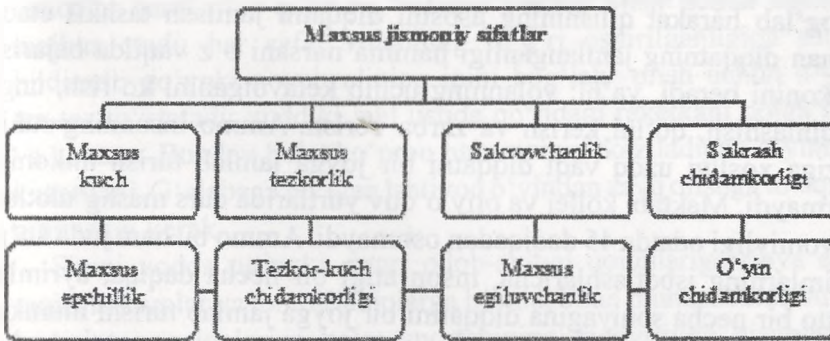 Maxsus jismoniy sifatlar
Maxsus
kuch
Maxsus
tezkorlik
Sakrovchanlik
Sakrash
chidamkorligi
Maxsus
epchillik
Tezkor-kuch
chidamkorligi
Maxsus
egiluvchanlik
O‘yin
chidamkorligi